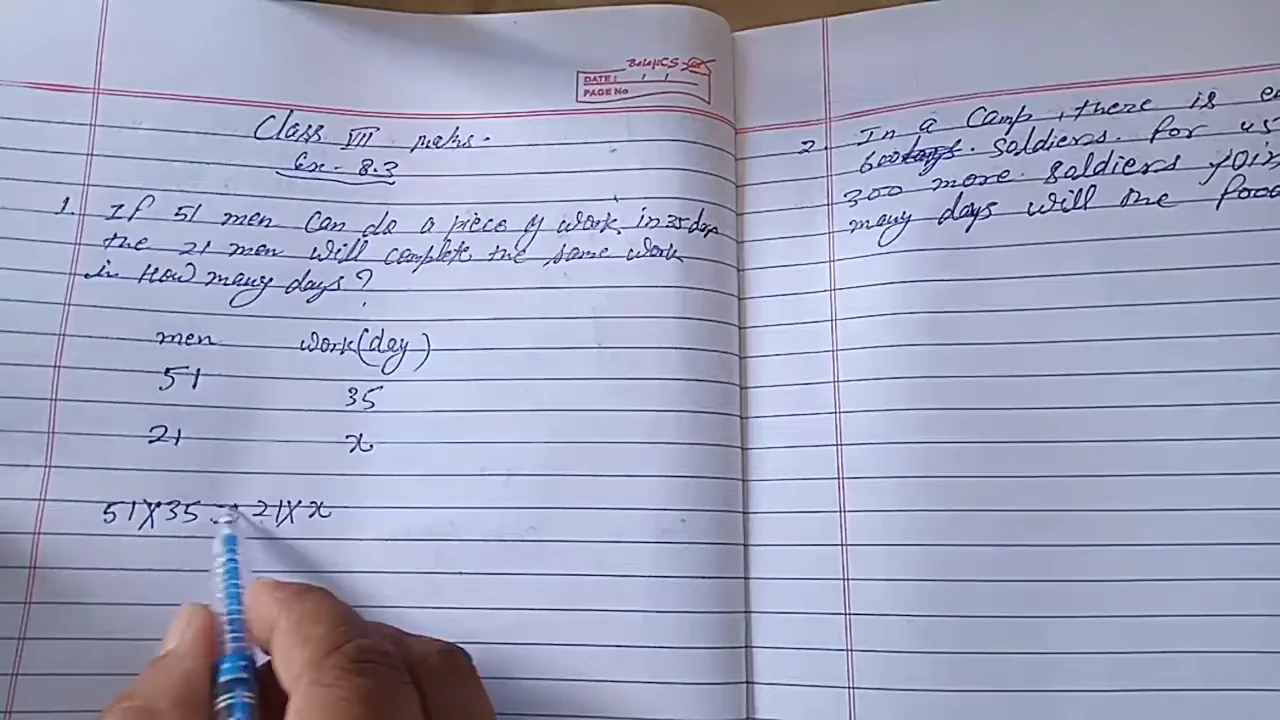 DATE :
PAGE No
Class VII maths.
Ex - 8.3
1. If 51 men can do a piece of work in 35 days
the 21 men will complete the same work
in How many days?
men work(day)
51 35
21 x
51 X 35 = 21 X x
2. In a Camp, there is
600 soldiers. for 45
300 more soldiers join
many days will the food